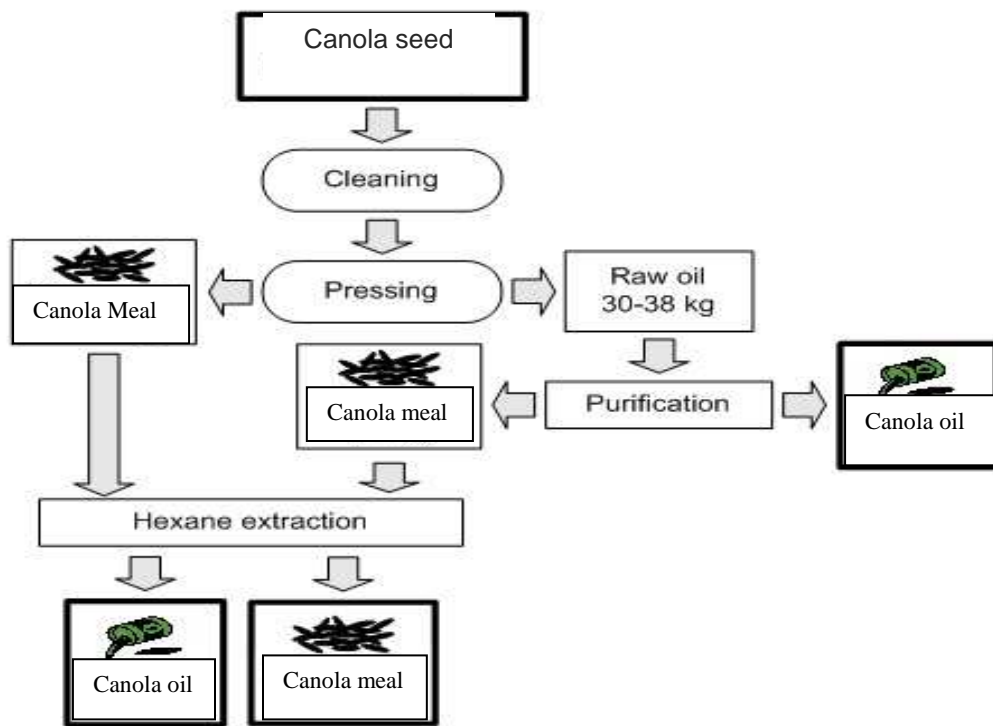 Canola seed
Cleaning
Canola Meal
Pressing
Raw oil
30-38 kg
Canola meal
Purification
Canola oil
Hexane extraction
Canola oil
Canola meal